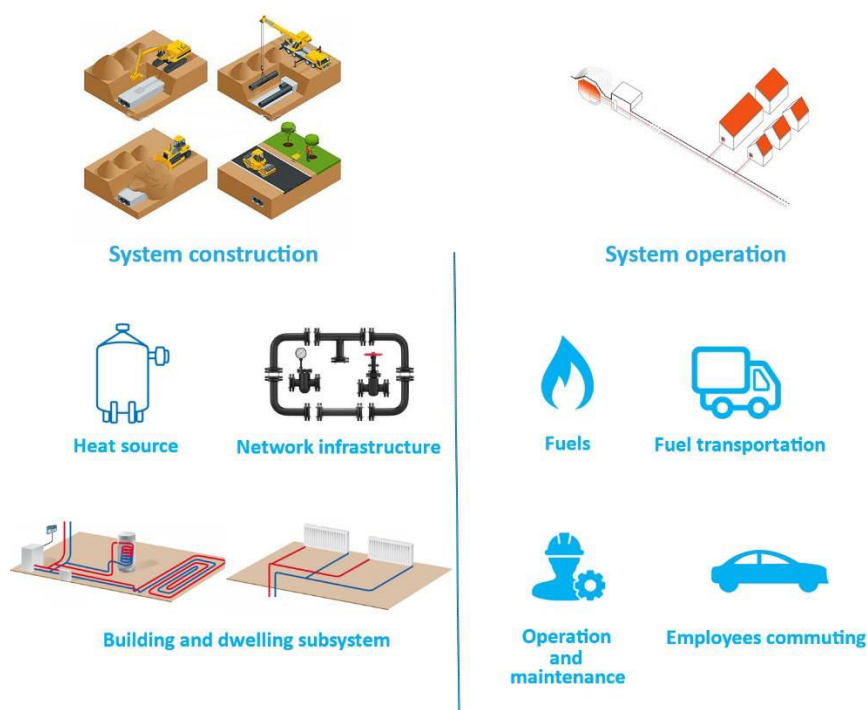 System construction
System operation
Heat source
Network infrastructure
Fuels
Fuel transportation
Building and dwelling subsystem
Operation
and
maintenance
Employees commuting